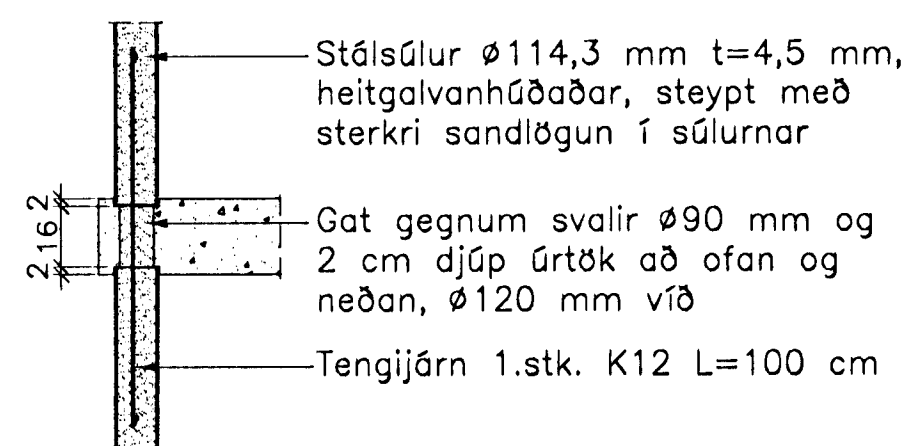 Stálsúlur ø114,3 mm t=4,5 mm,
heitgalvanhúðaðar, steypt með
sterkri sandlögun í súlurnar
2
16
2
Gat gegnum svalir ø90 mm og
2 cm djúp úrtök að ofan og
neðan, ø120 mm víð
Tengijárn 1.stk. K12 L=100 cm